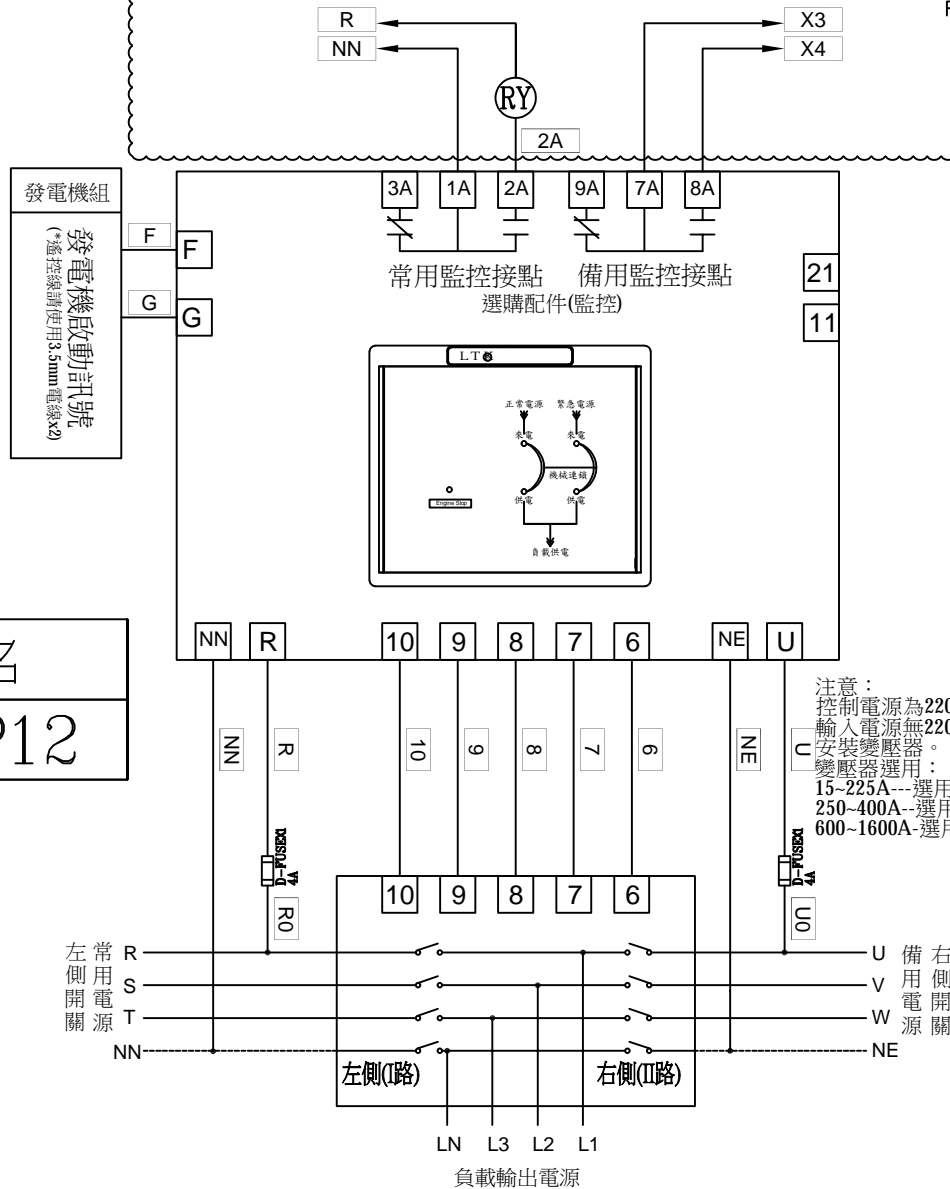 R
NN
X3
X4
RY
2A
3A
1A
2A
9A
7A
8A
常用監控接點
備用監控接點
選購配件(監控)
發電機組
發電機啟動訊號
(*遙控線請使用3.5mm電線x2)
F
F
G
G
21
11
正常電源
緊急電源
來電
來電
機械連鎖
供電
供電
Engine Stop
負載供電
NN
R
10
9
8
7
6
NE
U
P12
NN
R
10
9
8
7
6
NE
U
注意：
控制電源為220
輸入電源無220
安裝變壓器。
變壓器選用：
15~225A---選用
250~400A--選用
600~1600A-選用
D-FUSEX1
4A
D-FUSEX1
4A
R0
U0
10
9
8
7
6
常用電源
左側開關
R
S
T
NN
U
V
W
NE
備用電源
右側開關
左側(I路)
右側(II路)
LN
L3
L2
L1
負載輸出電源